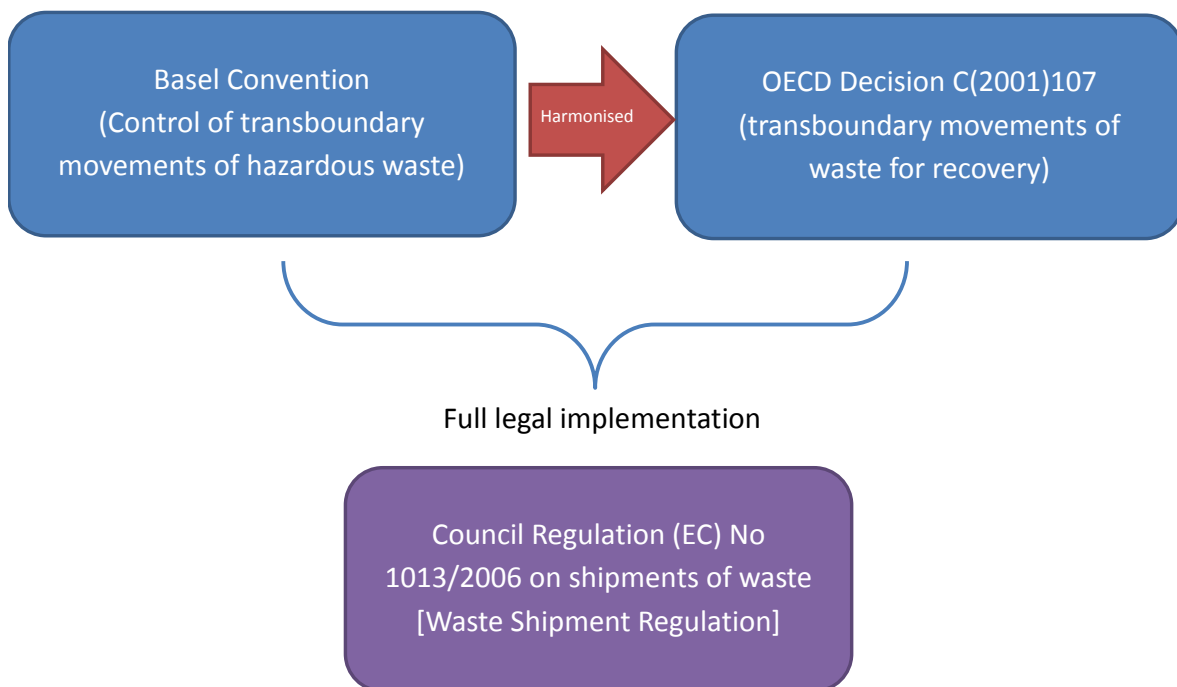 Basel Convention
(Control of transboundary
movements of hazardous waste)
Harmonised
OECD Decision C(2001)107
(transboundary movements of
waste for recovery)
Full legal implementation
Council Regulation (EC) No
1013/2006 on shipments of waste
[Waste Shipment Regulation]